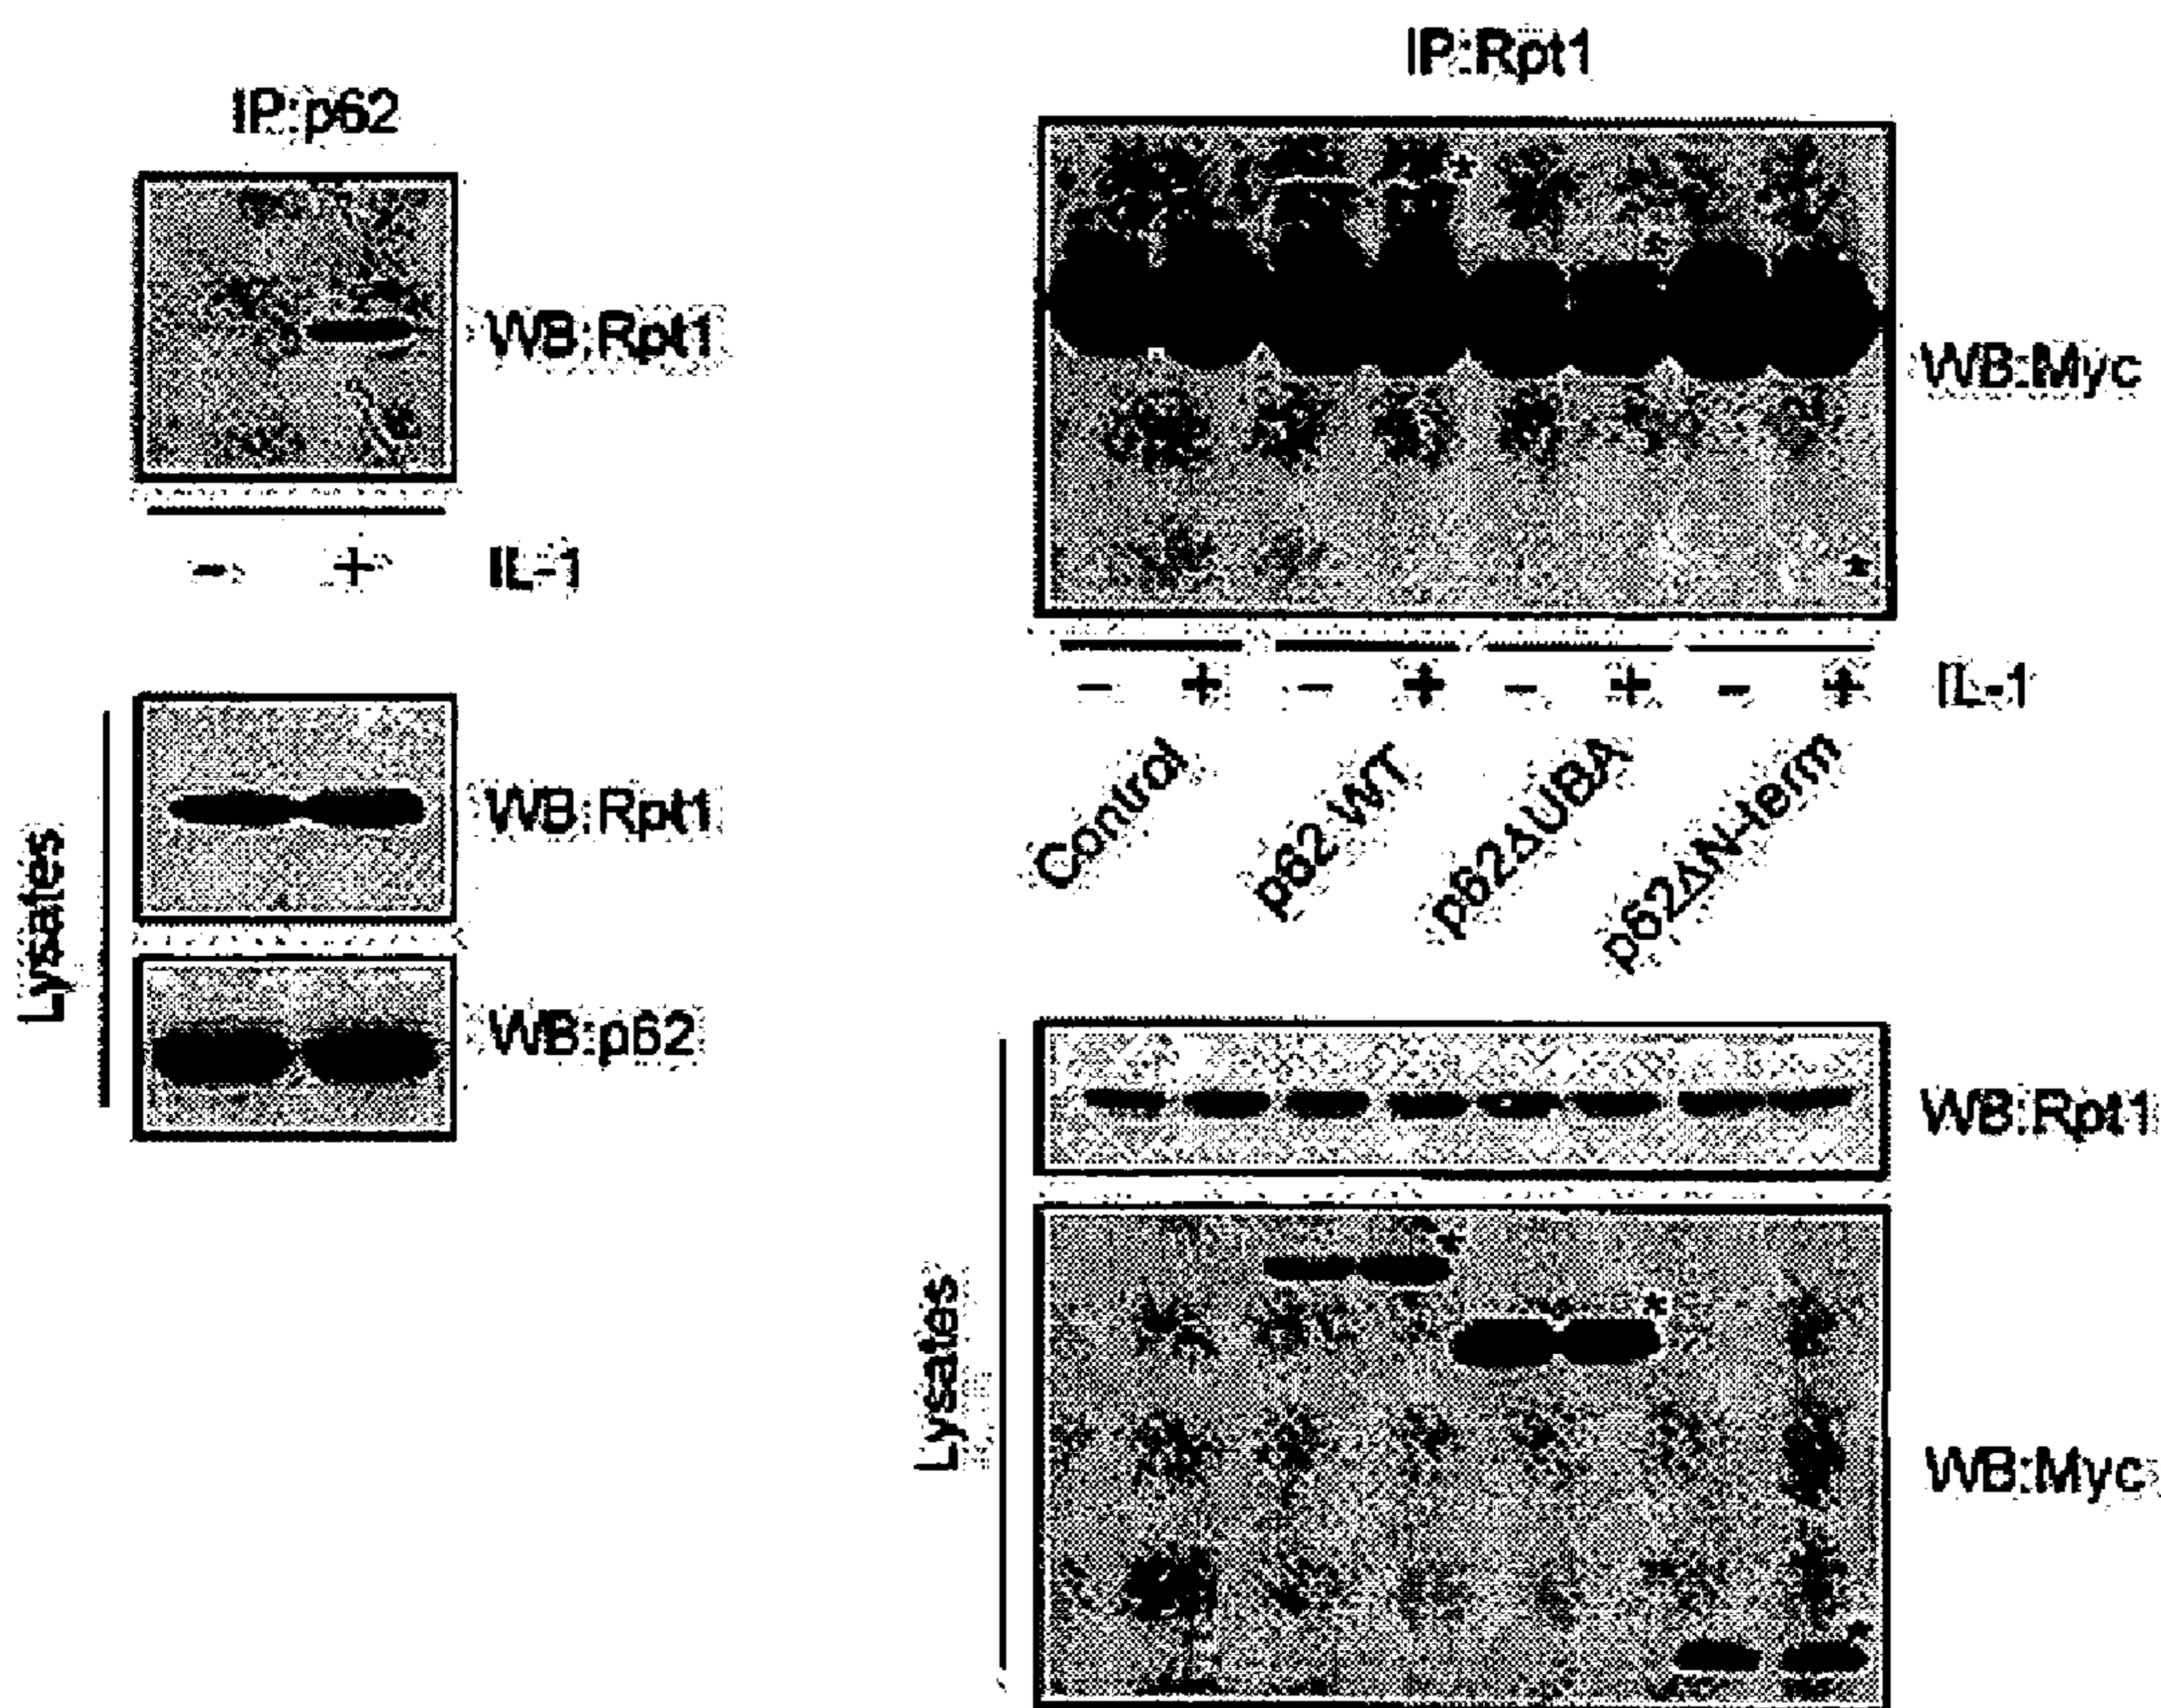 IP:p62
WB:Rpt1
- + IL-1
Lysates
WB:Rpt1
WB:p62
IP:Rpt1
*
*
WB:Myc
*
- + - + - + - + IL-1
Control
p62 WT
p62ΔUBA
p62ΔN-term
Lysates
WB:Rpt1
*
*
WB:Myc
*